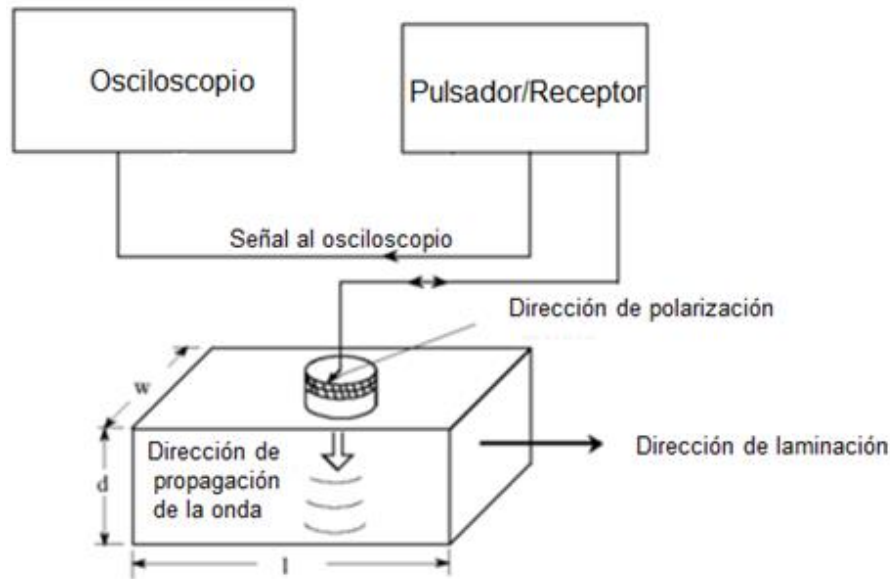 Osciloscopio
Pulsador/Receptor
Señal al osciloscopio
Dirección de polarización
w
Dirección de laminación
Dirección de
propagación
de la onda
d
l